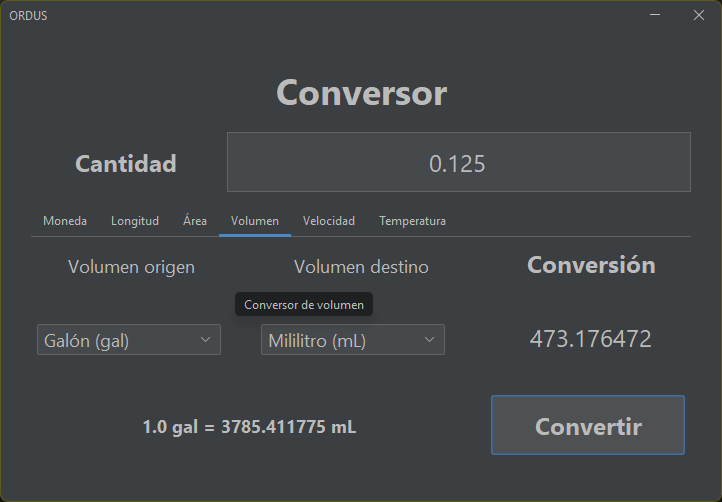 ORDUS
Conversor
Cantidad
0.125
Moneda Longitud Área Volumen Velocidad Temperatura
Volumen origen
Volumen destino
Conversión
Conversor de volumen
Galón (gal)
Mililitro (mL)
473.176472
1.0 gal = 3785.411775 mL
Convertir